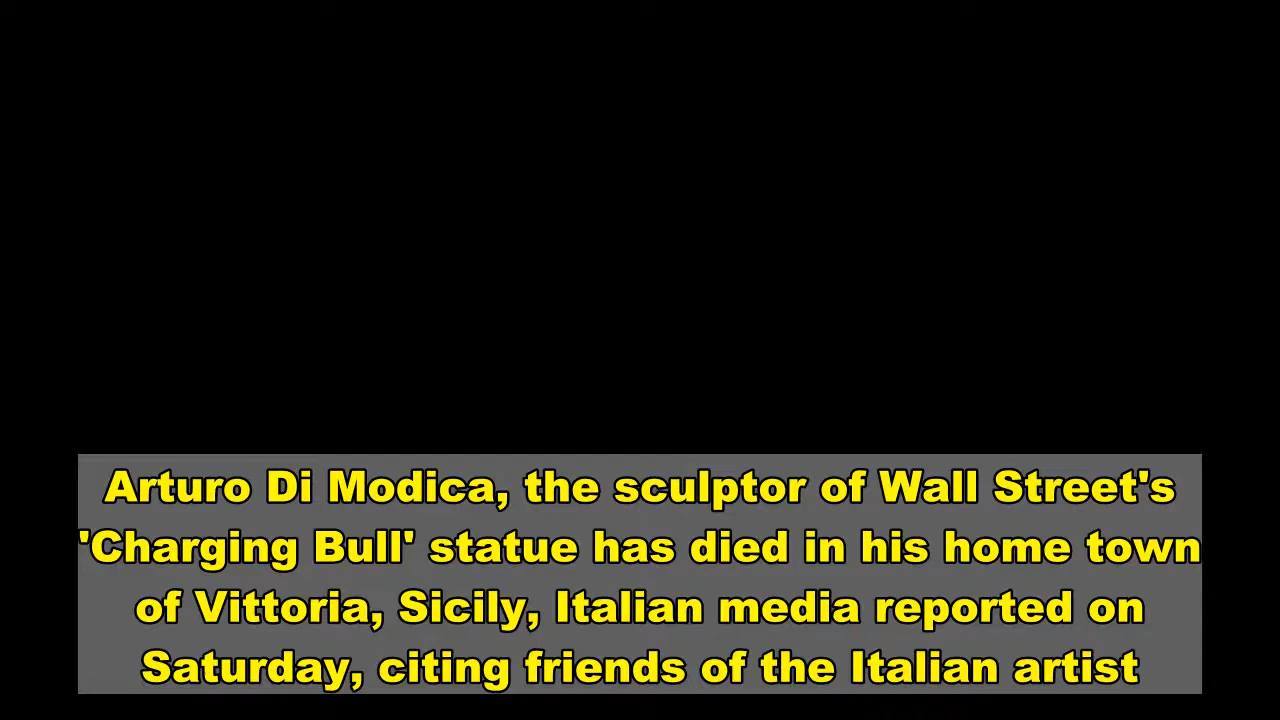 Arturo Di Modica, the sculptor of Wall Street's
'Charging Bull' statue has died in his home town
of Vittoria, Sicily, Italian media reported on
Saturday, citing friends of the Italian artist